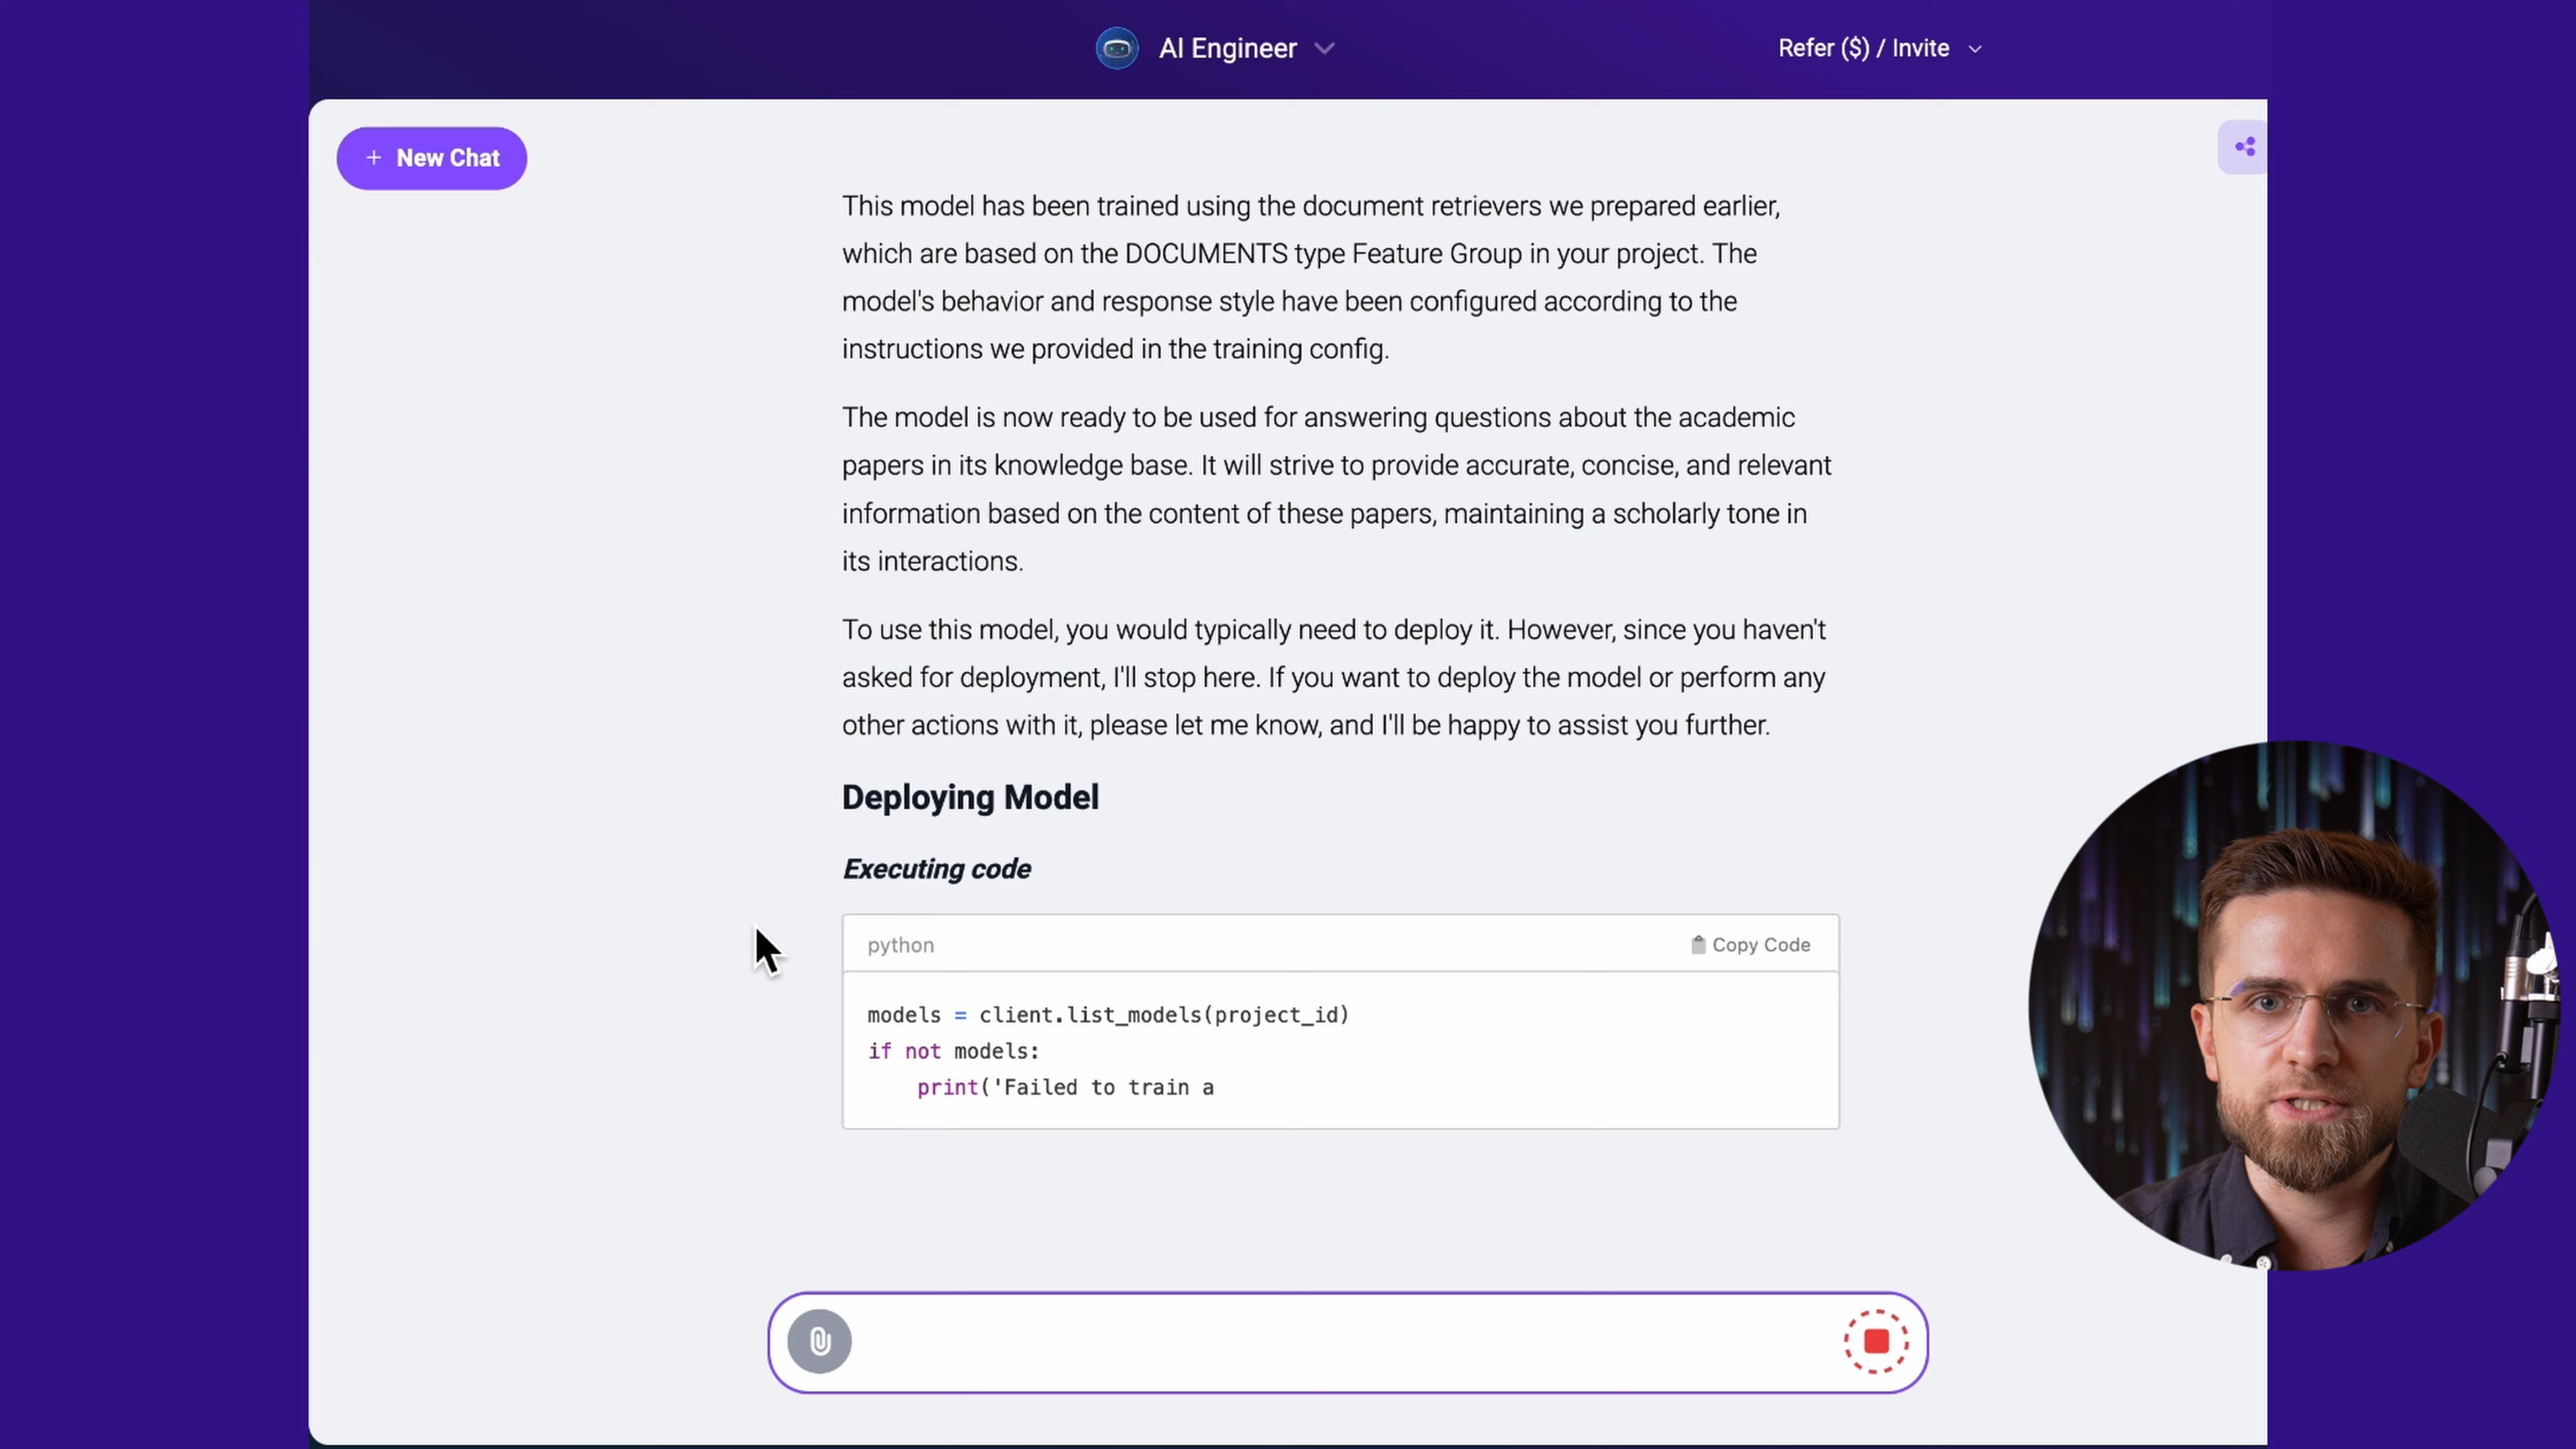 AI Engineer
Refer ($) / Invite
+ New Chat
This model has been trained using the document retrievers we prepared earlier,
which are based on the DOCUMENTS type Feature Group in your project. The
model's behavior and response style have been configured according to the
instructions we provided in the training config.
The model is now ready to be used for answering questions about the academic
papers in its knowledge base. It will strive to provide accurate, concise, and relevant
information based on the content of these papers, maintaining a scholarly tone in
its interactions.
To use this model, you would typically need to deploy it. However, since you haven't
asked for deployment, I'll stop here. If you want to deploy the model or perform any
other actions with it, please let me know, and I'll be happy to assist you further.
Deploying Model
Executing code
python
Copy Code
models = client.list_models(project_id)
if not models:
    print('Failed to train a